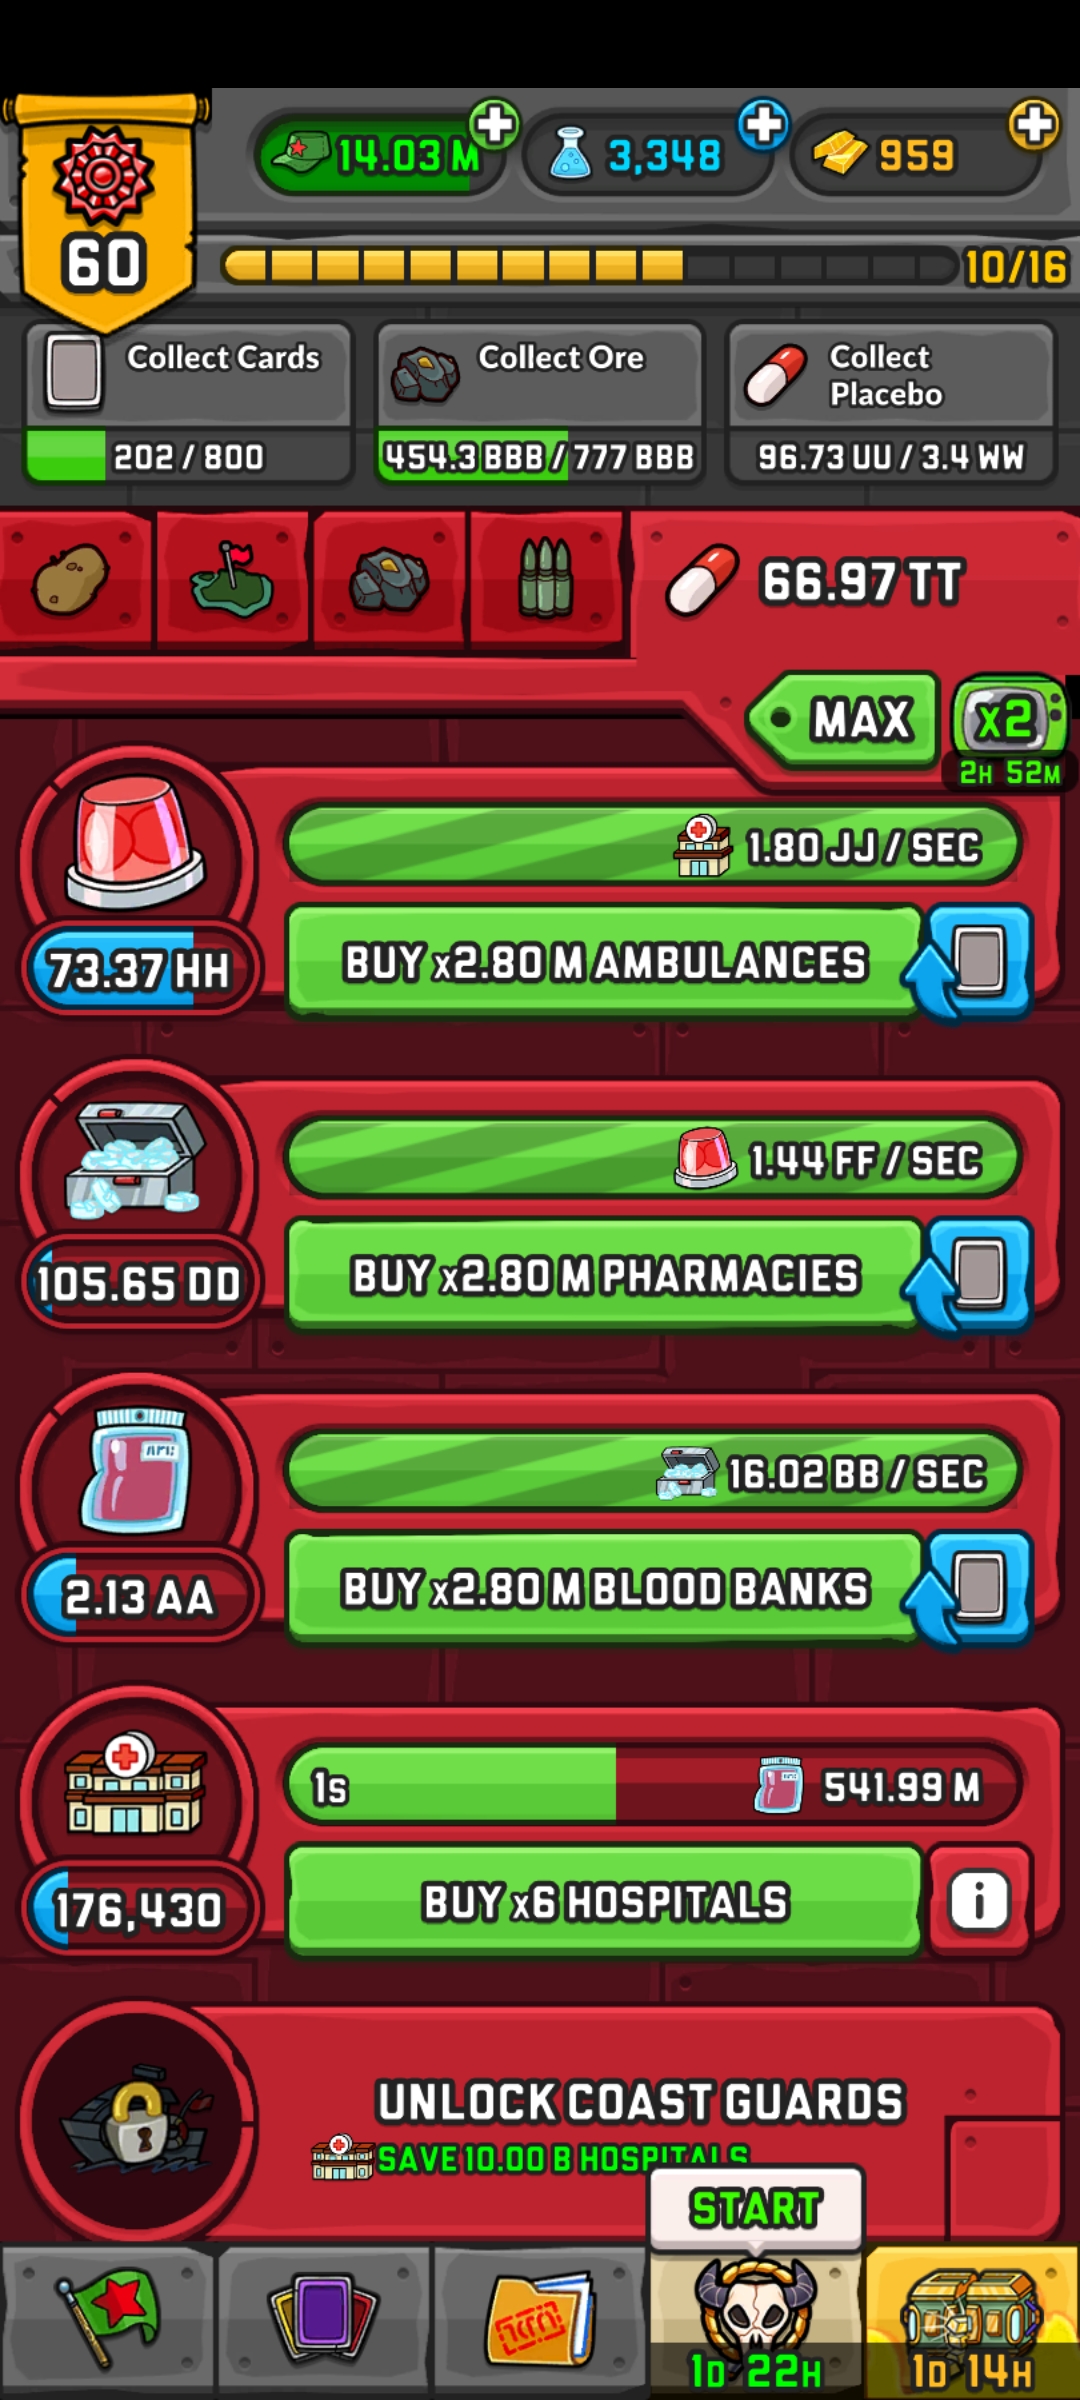 14.03 M
3,348
959
60
10/16
Collect Cards
Collect Ore
Collect
Placebo
202 / 800
454.3 BBB / 777 BBB
96.73 UU / 3.4 WW
66.97 TT
MAX
x2
2H 52M
1.80 JJ / SEC
73.37 HH
BUY x2.80 M AMBULANCES
1.44 FF / SEC
105.65 DD
BUY x2.80 M PHARMACIES
16.02 BB / SEC
2.13 AA
BUY x2.80 M BLOOD BANKS
1s
541.99 M
176,430
BUY x6 HOSPITALS
i
UNLOCK COAST GUARDS
SAVE 10.00 B HOSPITALS
START
1D 22H
1D 14H